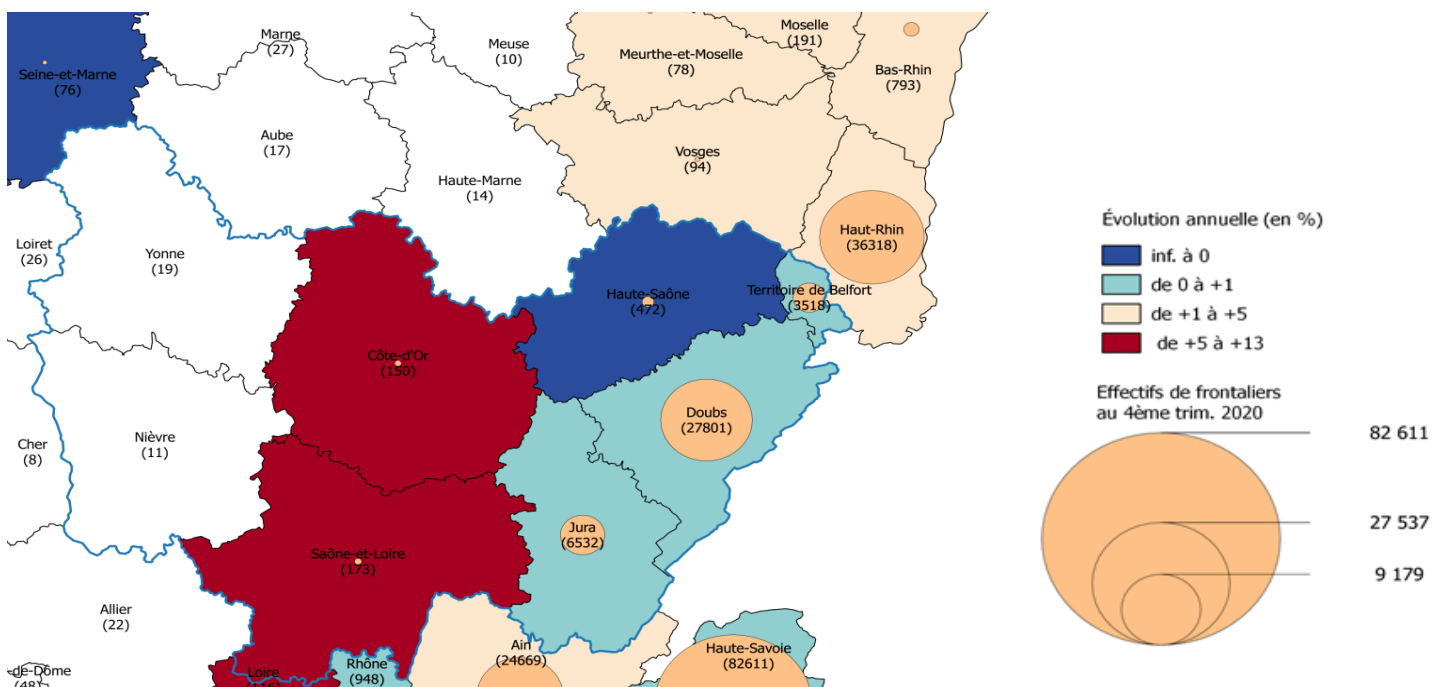 Marne
(27)
Meuse
(10)
Moselle
(191)
Meurthe-et-Moselle
(78)
Bas-Rhin
(793)
Seine-et-Marne
(76)
Aube
(17)
Vosges
(94)
Haute-Marne
(14)
Haut-Rhin
(36318)
Loiret
(26)
Yonne
(19)
Haute-Saône
(472)
Territoire de Belfort
(3518)
Côte-d'Or
(150)
Doubs
(27801)
Cher
(8)
Nièvre
(11)
Jura
(6532)
Saône-et-Loire
(173)
Allier
(22)
Ain
(24669)
Haute-Savoie
(82611)
-de-Dôme
(48)
Loire
(116)
Rhône
(948)
Évolution annuelle (en %)
inf. à 0
de 0 à +1
de +1 à +5
de +5 à +13
Effectifs de frontaliers
au 4ème trim. 2020
82 611
27 537
9 179